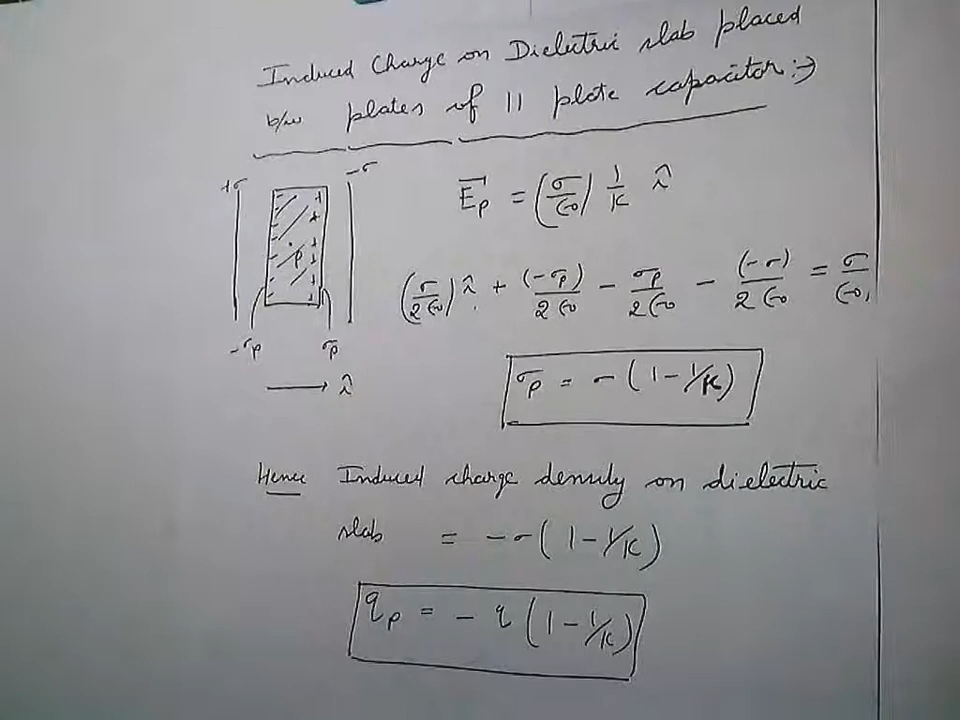 Induced Charge on Dielectric slab placed
b/w plates of || plate capacitor :→
+σ -σ
E⃗p = (σ/ε₀) 1/K î
p
(σ/2ε₀) î + (-σp)/2ε₀ - σp/2ε₀ - (-σ)/2ε₀ = σ/ε₀,
-σp σp
î
σp = σ(1-1/K)
Hence Induced charge density on dielectric
slab = -σ(1-1/K)
qp = -q(1-1/K)